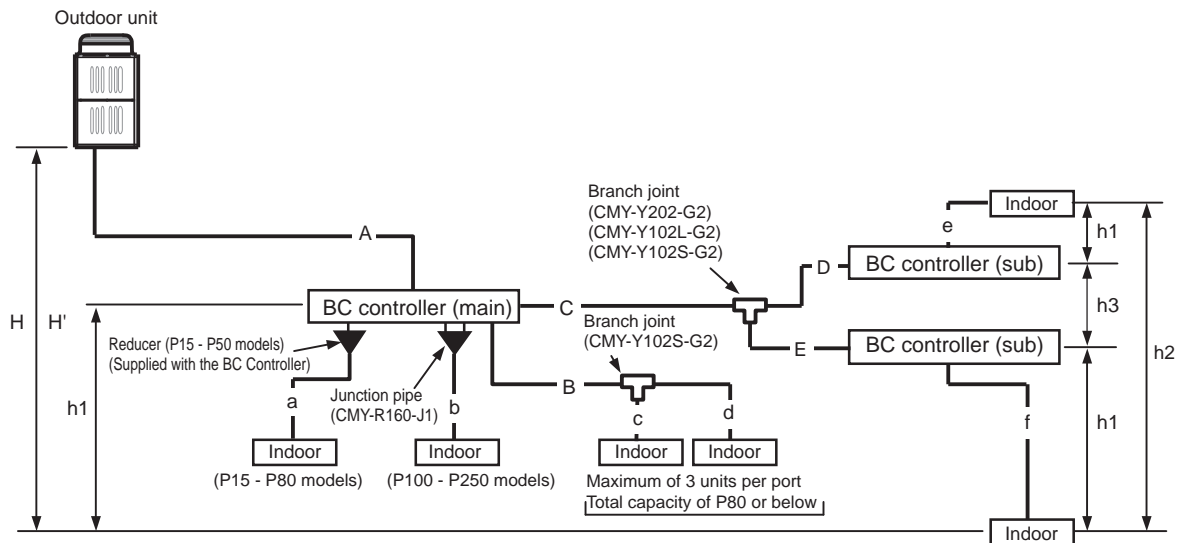 Outdoor unit
Branch joint
(CMY-Y202-G2)
(CMY-Y102L-G2)
(CMY-Y102S-G2)
Indoor
e
h1
A
D
BC controller (sub)
BC controller (main)
C
h3
H
H'
Reducer (P15 - P50 models)
(Supplied with the BC Controller)
Branch joint
(CMY-Y102S-G2)
E
BC controller (sub)
h2
h1
a
Junction pipe
(CMY-R160-J1)
b
B
c
d
f
h1
Indoor
(P15 - P80 models)
Indoor
(P100 - P250 models)
Indoor
Indoor
Maximum of 3 units per port
Total capacity of P80 or below
Indoor